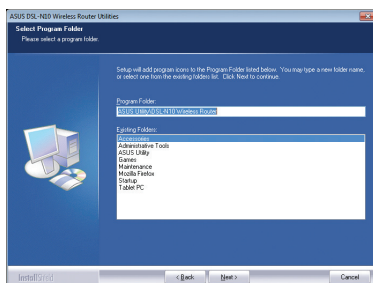 ASUS DSL-N10 Wireless Router Utilities
Select Program Folder
Please select a program folder.
Setup will add program icons to the Program Folder listed below. You may type a new folder name, or select one from the existing folders list. Click Next to continue.
Program Folder:
ASUS Utility\DSL-N10 Wireless Router
Existing Folders:
Accessories
Administrative Tools
ASUS Utility
Games
Maintenance
Mozilla Firefox
Startup
Tablet PC
InstallShield
< Back
Next >
Cancel